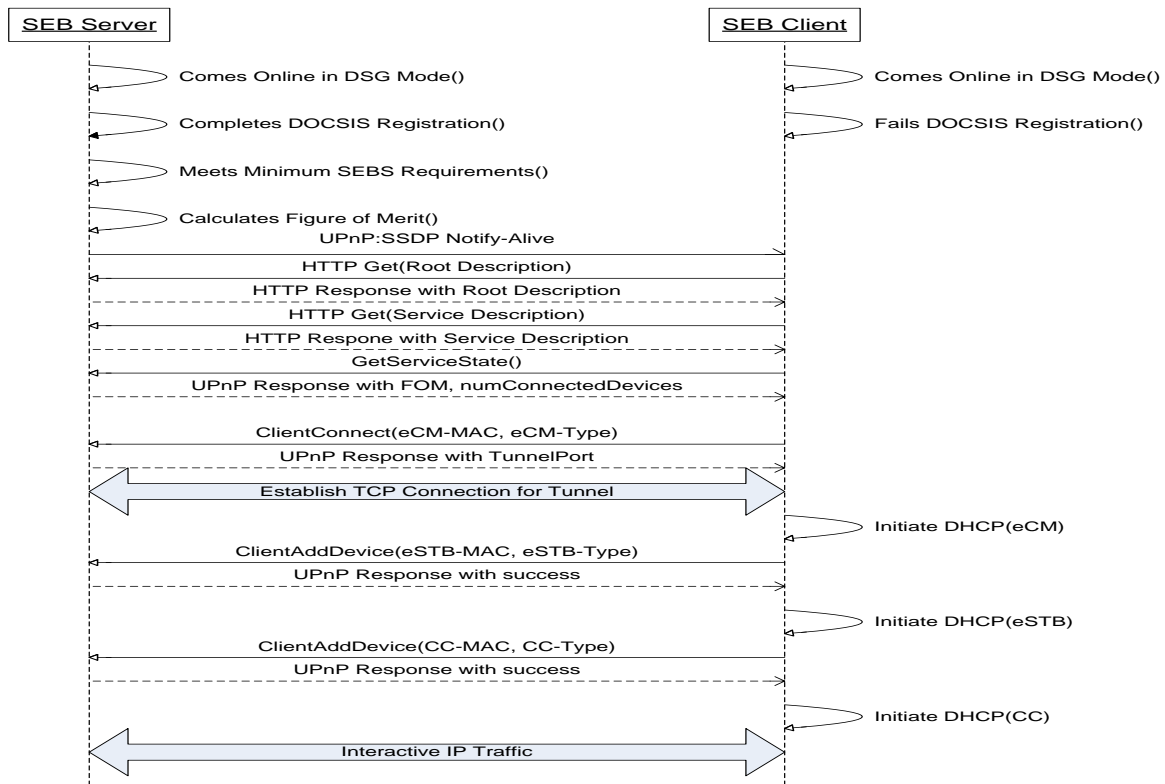 SEB Server
SEB Client
Comes Online in DSG Mode()
Comes Online in DSG Mode()
Completes DOCSIS Registration()
Fails DOCSIS Registration()
Meets Minimum SEBS Requirements()
Calculates Figure of Merit()
UPnP:SSDP Notify-Alive
HTTP Get(Root Description)
HTTP Response with Root Description
HTTP Get(Service Description)
HTTP Respone with Service Description
GetServiceState()
UPnP Response with FOM, numConnectedDevices
ClientConnect(eCM-MAC, eCM-Type)
UPnP Response with TunnelPort
Establish TCP Connection for Tunnel
Initiate DHCP(eCM)
ClientAddDevice(eSTB-MAC, eSTB-Type)
UPnP Response with success
Initiate DHCP(eSTB)
ClientAddDevice(CC-MAC, CC-Type)
UPnP Response with success
Initiate DHCP(CC)
Interactive IP Traffic